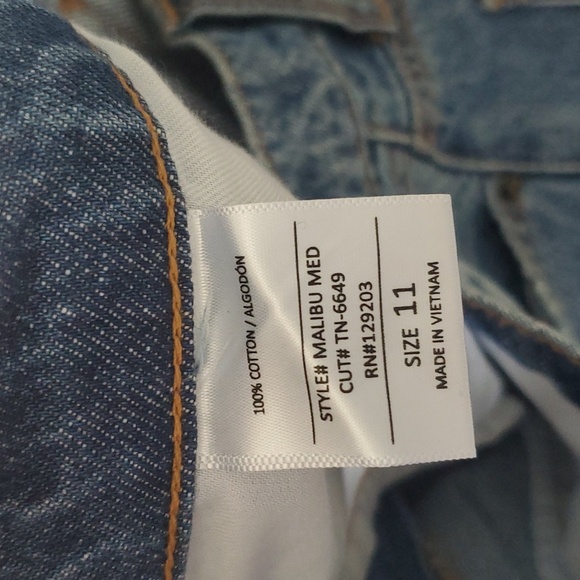 100% COTTON / ALGODÓN
STYLE# MALIBU MED
CUT# TN-6649
RN#129203
SIZE 11
MADE IN VIETNAM